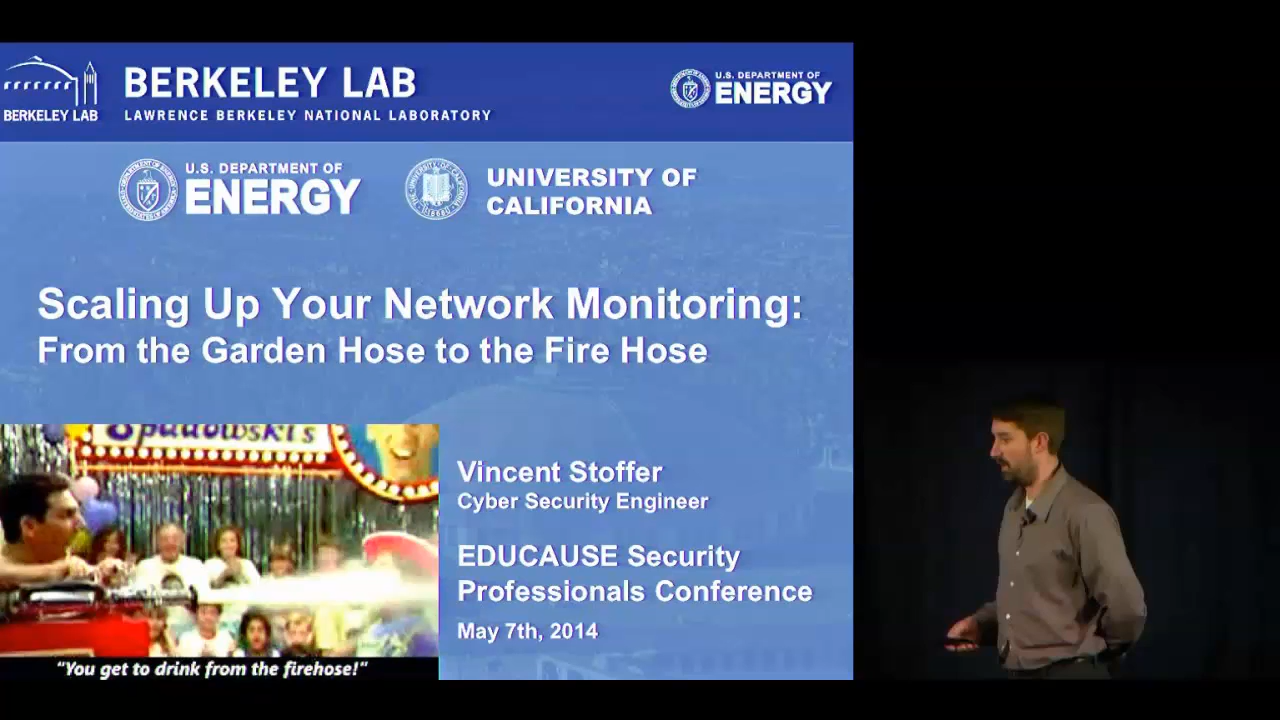 BERKELEY LAB
BERKELEY LAB
LAWRENCE BERKELEY NATIONAL LABORATORY
U.S. DEPARTMENT OF
ENERGY
U.S. DEPARTMENT OF
ENERGY
UNIVERSITY OF
CALIFORNIA
Scaling Up Your Network Monitoring:
From the Garden Hose to the Fire Hose
Spadowski's
Vincent Stoffer
Cyber Security Engineer
EDUCAUSE Security
Professionals Conference
May 7th, 2014
"You get to drink from the firehose!"